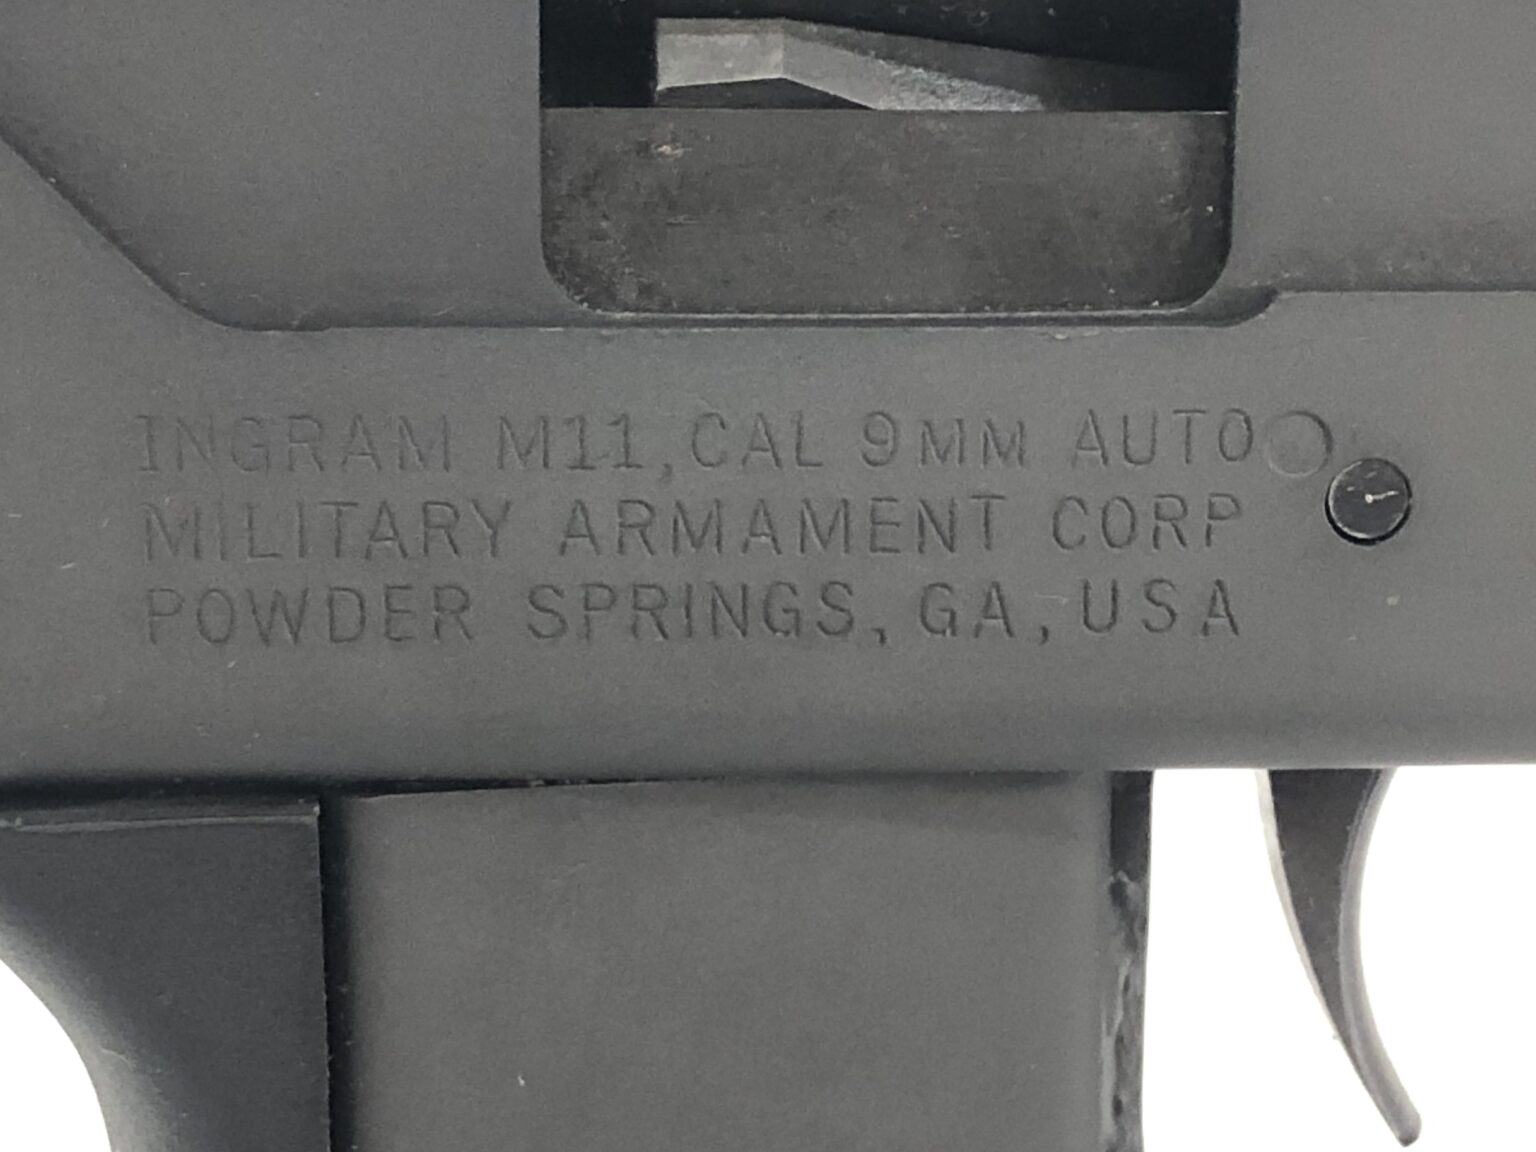 INGRAM M11, CAL 9MM AUTO
MILITARY ARMAMENT CORP
POWDER SPRINGS, GA, USA